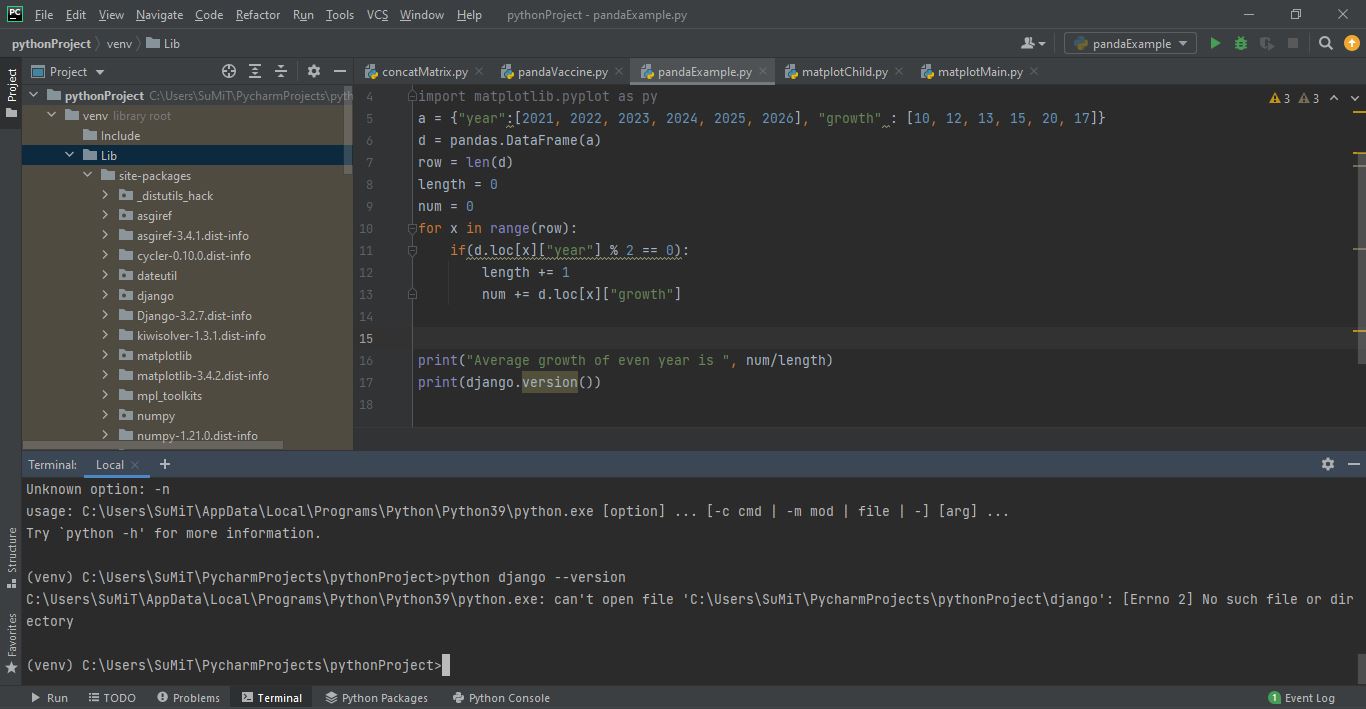 PC File Edit View Navigate Code Refactor Run Tools VCS Window Help pythonProject - pandaExample.py
pythonProject venv Lib pandaExample
Project
Project
concatMatrix.py pandaVaccine.py pandaExample.py matplotChild.py matplotMain.py
pythonProject C:\Users\SuMiT\PycharmProjects\pyth
venv library root
Include
Lib
site-packages
_distutils_hack
asgiref
asgiref-3.4.1.dist-info
cycler-0.10.0.dist-info
dateutil
django
Django-3.2.7.dist-info
kiwisolver-1.3.1.dist-info
matplotlib
matplotlib-3.4.2.dist-info
mpl_toolkits
numpy
numpy-1.21.0.dist-info
3 3
4 import matplotlib.pyplot as py
5 a = {"year":[2021, 2022, 2023, 2024, 2025, 2026], "growth" : [10, 12, 13, 15, 20, 17]}
6 d = pandas.DataFrame(a)
7 row = len(d)
8 length = 0
9 num = 0
10 for x in range(row):
11 if(d.loc[x]["year"] % 2 == 0):
12 length += 1
13 num += d.loc[x]["growth"]
14
15
16 print("Average growth of even year is ", num/length)
17 print(django.version())
18
Terminal: Local
Unknown option: -n
usage: C:\Users\SuMiT\AppData\Local\Programs\Python\Python39\python.exe [option] ... [-c cmd | -m mod | file | -] [arg] ...
Try `python -h' for more information.
(venv) C:\Users\SuMiT\PycharmProjects\pythonProject>python django --version
C:\Users\SuMiT\AppData\Local\Programs\Python\Python39\python.exe: can't open file 'C:\Users\SuMiT\PycharmProjects\pythonProject\django': [Errno 2] No such file or dir
ectory
(venv) C:\Users\SuMiT\PycharmProjects\pythonProject>
Structure
Favorites
Run TODO Problems Terminal Python Packages Python Console 1 Event Log